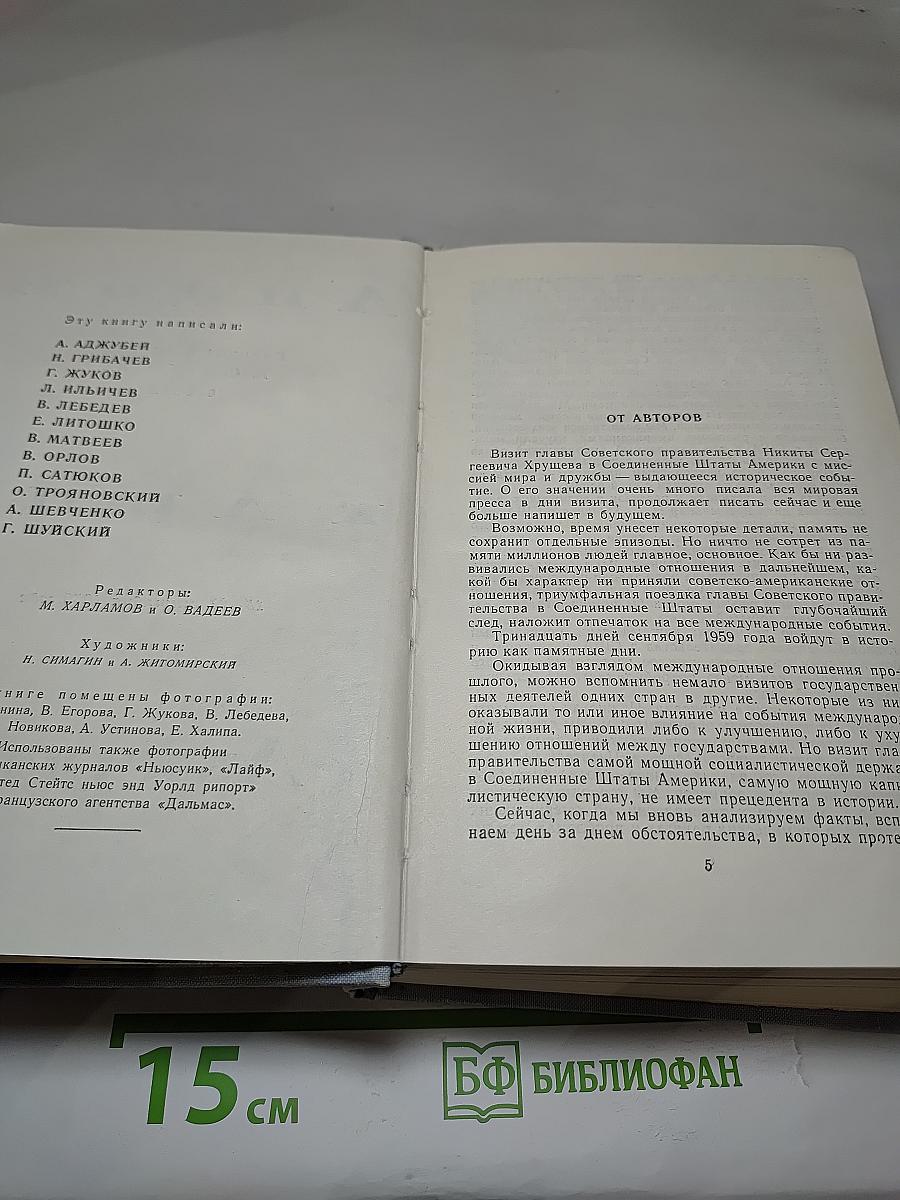 Эту книгу написали:
А. АДЖУБЕЙ
Н. ГРИБАЧЕВ
Г. ЖУКОВ
Л. ИЛЬИЧЕВ
В. ЛЕБЕДЕВ
Е. ЛИТОШКО
В. МАТВЕЕВ
В. ОРЛОВ
П. САТЮКОВ
О. ТРОЯНОВСКИЙ
А. ШЕВЧЕНКО
Г. ШУЙСКИЙ
Редакторы:
М. ХАРЛАМОВ и О. ВАДЕЕВ
Художники:
Н. СИМАГИН и А. ЖИТОМИРСКИЙ
книге помещены фотографии:
нина, В. Егорова, Г. Жукова, В. Лебедева,
Новикова, А. Устинова, Е. Халипа.
Использованы также фотографии
иканских журналов «Ньюсуик», «Лайф»,
тед Стейтс ньюс энд Уорлд рипорт»
ранцузского агентства «Дальмас».
ОТ АВТОРОВ
Визит главы Советского правительства Никиты Сер-
геевича Хрущева в Соединенные Штаты Америки с мис-
сией мира и дружбы — выдающееся историческое собы-
тие. О его значении очень много писала вся мировая
пресса в дни визита, продолжает писать сейчас и еще
больше напишет в будущем.
Возможно, время унесет некоторые детали, память не
сохранит отдельные эпизоды. Но ничто не сотрет из па-
мяти миллионов людей главное, основное. Как бы ни раз-
вивались международные отношения в дальнейшем, ка-
кой бы характер ни приняли советско-американские от-
ношения, триумфальная поездка главы Советского прави-
тельства в Соединенные Штаты оставит глубочайший
след, наложит отпечаток на все международные события.
Тринадцать дней сентября 1959 года войдут в исто-
рию как памятные дни.
Окидывая взглядом международные отношения про-
шлого, можно вспомнить немало визитов государствен
ных деятелей одних стран в другие. Некоторые из ни
оказывали то или иное влияние на события международ
ной жизни, приводили либо к улучшению, либо к уху
шению отношений между государствами. Но визит гла
правительства самой мощной социалистической держа
в Соединенные Штаты Америки, самую мощную капи
листическую страну, не имеет прецедента в истории.
Сейчас, когда мы вновь анализируем факты, всп
наем день за днем обстоятельства, в которых проте
5
15 см
БФ БИБЛИОФАН